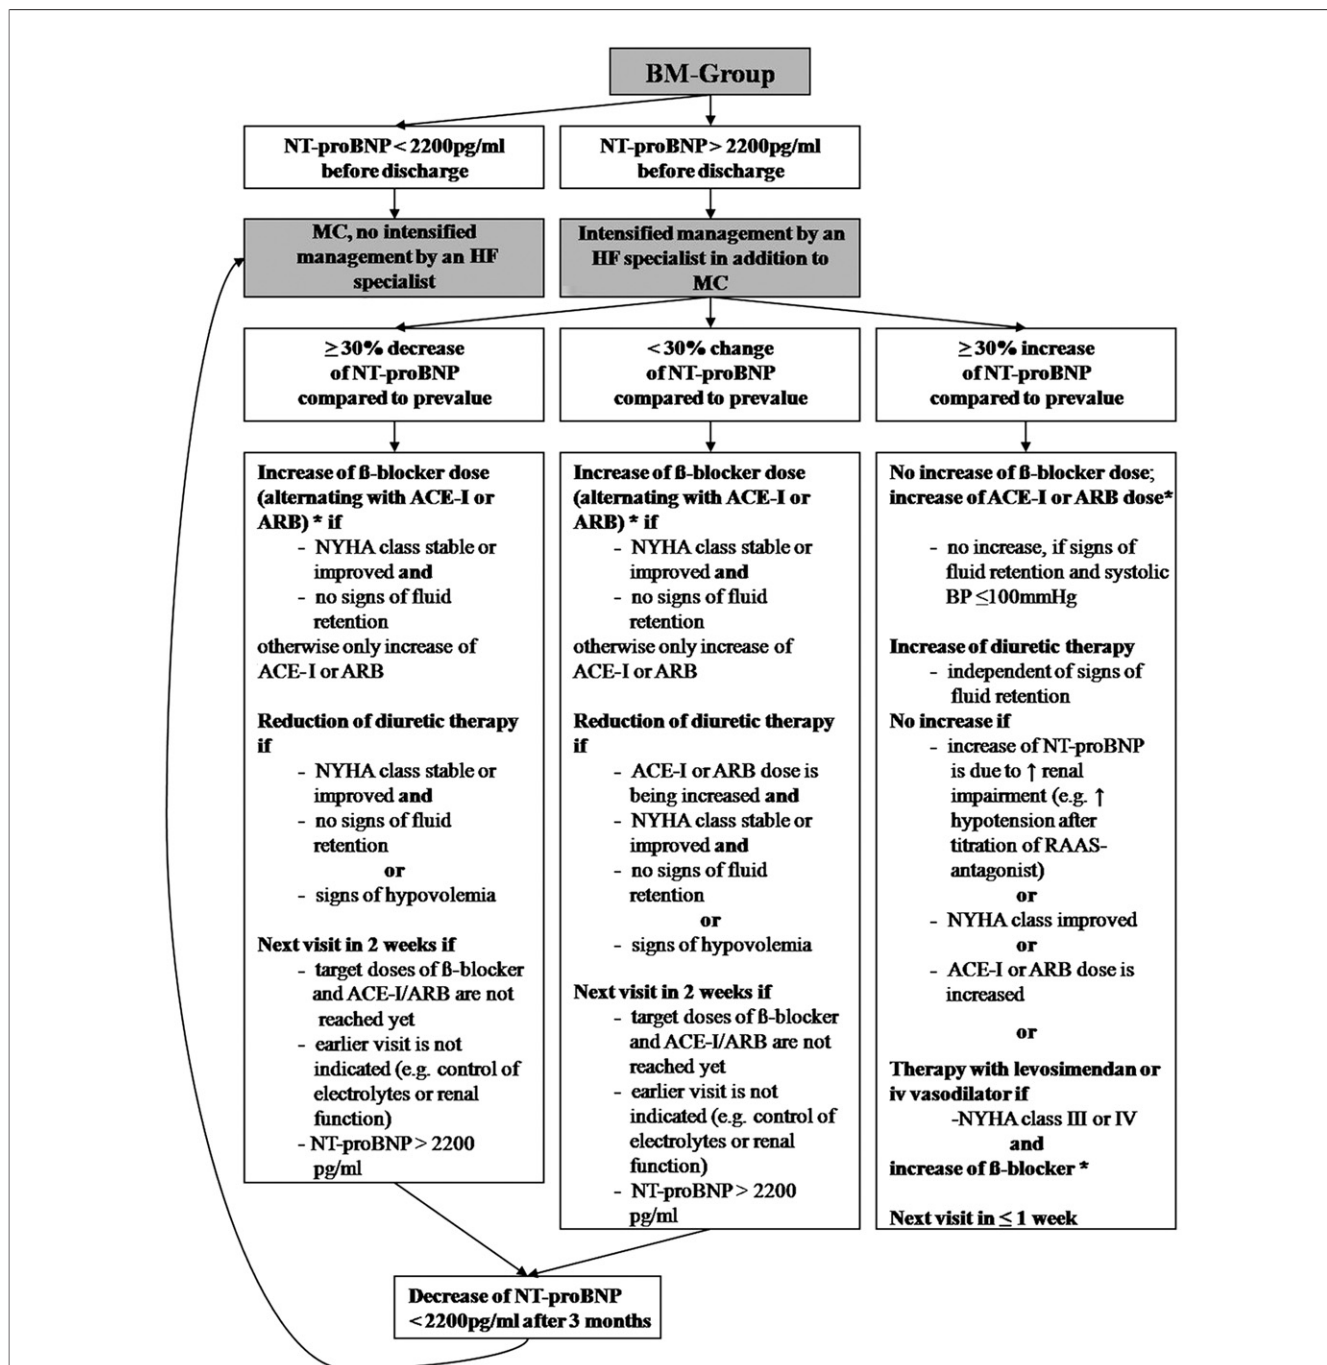 BM-Group
NT-proBNP < 2200pg/ml
before discharge
NT-proBNP > 2200pg/ml
before discharge
MC, no intensified
management by an HF
specialist
Intensified management by an
HF specialist in addition to
MC
≥ 30% decrease
of NT-proBNP
compared to prevalue
< 30% change
of NT-proBNP
compared to prevalue
≥ 30% increase
of NT-proBNP
compared to prevalue
Increase of ß-blocker dose
(alternating with ACE-I or
ARB) * if
- NYHA class stable or
improved and
- no signs of fluid
retention
otherwise only increase of
ACE-I or ARB
Reduction of diuretic therapy
if
- NYHA class stable or
improved and
- no signs of fluid
retention
or
- signs of hypovolemia
Next visit in 2 weeks if
- target doses of ß-blocker
and ACE-I/ARB are not
reached yet
- earlier visit is not
indicated (e.g. control of
electrolytes or renal
function)
- NT-proBNP > 2200
pg/ml
Increase of ß-blocker dose
(alternating with ACE-I or
ARB) * if
- NYHA class stable or
improved and
- no signs of fluid
retention
otherwise only increase of
ACE-I or ARB
Reduction of diuretic therapy
if
- ACE-I or ARB dose is
being increased and
- NYHA class stable or
improved and
- no signs of fluid
retention
or
- signs of hypovolemia
Next visit in 2 weeks if
- target doses of ß-blocker
and ACE-I/ARB are not
reached yet
- earlier visit is not
indicated (e.g. control of
electrolytes or renal
function)
- NT-proBNP > 2200
pg/ml
No increase of ß-blocker dose;
increase of ACE-I or ARB dose*
- no increase, if signs of
fluid retention and systolic
BP ≤100mmHg
Increase of diuretic therapy
- independent of signs of
fluid retention
No increase if
- increase of NT-proBNP
is due to ↑ renal
impairment (e.g. ↑
hypotension after
titration of RAAS-
antagonist)
or
- NYHA class improved
or
- ACE-I or ARB dose is
increased
or
Therapy with levosimendan or
iv vasodilator if
-NYHA class III or IV
and
increase of ß-blocker *
Next visit in ≤ 1 week
Decrease of NT-proBNP
< 2200pg/ml after 3 months